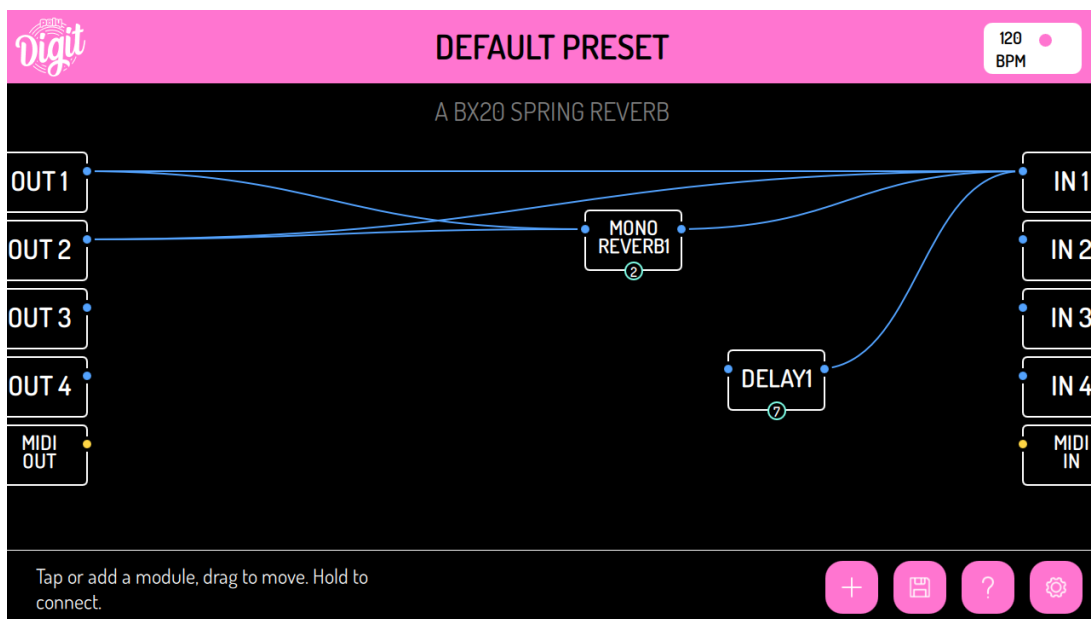 poly
Digit
DEFAULT PRESET
120
BPM
A BX20 SPRING REVERB
OUT 1
IN 1
MONO
REVERB1
2
OUT 2
IN 2
OUT 3
IN 3
OUT 4
DELAY1
7
IN 4
MIDI
OUT
MIDI
IN
Tap or add a module, drag to move. Hold to
connect.
+
?